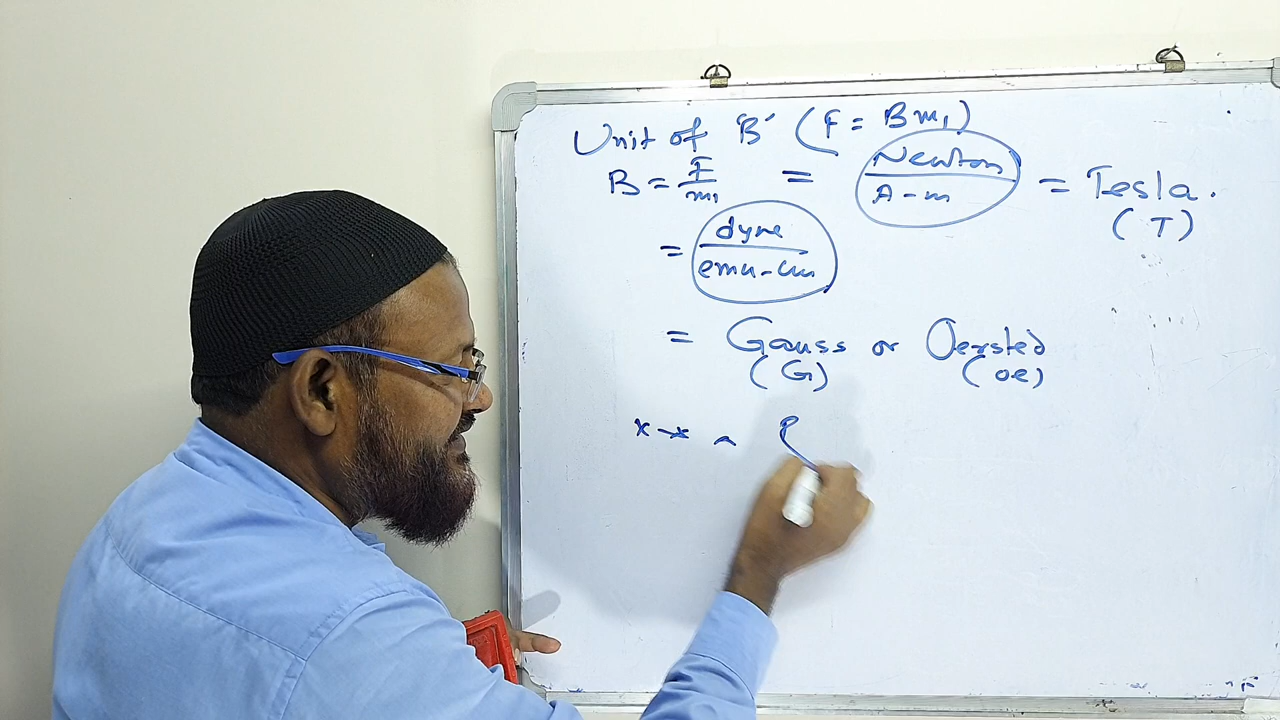 Unit of 'B' (F = Bm₁)
B = F/m₁ = Newton/A-m = Tesla.
(T)
= dyne/emu-cm
= Gauss or Oersted
(G) (oe)